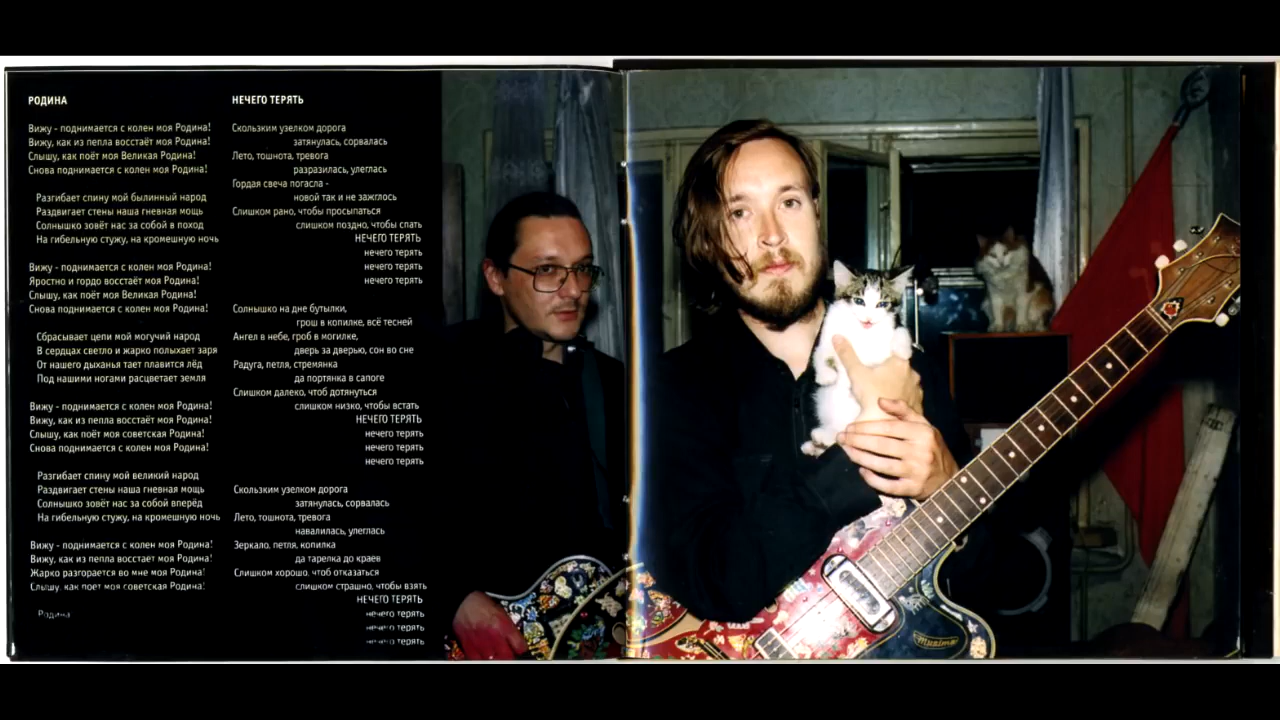 РОДИНА
Вижу - поднимается с колен моя Родина!
Вижу, как из пепла восстаёт моя Родина!
Слышу, как поёт моя Великая Родина!
Снова поднимается с колен моя Родина!
Разгибает спину мой былинный народ
Раздвигает стены наша гневная мощь
Солнышко зовёт нас за собой в поход
На гибельную стужу, на кромешную ночь
Вижу - поднимается с колен моя Родина!
Яростно и гордо восстаёт моя Родина!
Слышу, как поёт моя Великая Родина!
Снова поднимается с колен моя Родина!
Сбрасывает цепи мой могучий народ
В сердцах светло и жарко полыхает заря
От нашего дыханья тает плавится лёд
Под нашими ногами расцветает земля
Вижу - поднимается с колен моя Родина!
Вижу, как из пепла восстаёт моя Родина!
Слышу, как поёт моя советская Родина!
Снова поднимается с колен моя Родина!
Разгибает спину мой великий народ
Раздвигает стены наша гневная мощь
Солнышко зовёт нас за собой вперёд
На гибельную стужу, на кромешную ночь
Вижу - поднимается с колен моя Родина!
Вижу, как из пепла восстаёт моя Родина!
Жарко разгорается во мне моя Родина!
Слышу, как поет моя советская Родина!
Родина
НЕЧЕГО ТЕРЯТЬ
Скользким узелком дорога
затянулась, сорвалась
Лето, тошнота, тревога
разразилась, улеглась
Гордая свеча погасла -
новой так и не зажглось
Слишком рано, чтобы просыпаться
слишком поздно, чтобы спать
НЕЧЕГО ТЕРЯТЬ
нечего терять
нечего терять
нечего терять
Солнышко на дне бутылки,
грош в копилке, всё тесней
Ангел в небе, гроб в могилке,
дверь за дверью, сон во сне
Радуга, петля, стремянка
да портянка в сапоге
Слишком далеко, чтоб дотянуться
слишком низко, чтобы встать
НЕЧЕГО ТЕРЯТЬ
нечего терять
нечего терять
нечего терять
Скользким узелком дорога
затянулась, сорвалась
Лето, тошнота, тревога
навалилась, улеглась
Зеркало, петля, копилка
да тарелка до краев
Слишком хорошо, чтоб отказаться
слишком страшно, чтобы взять
НЕЧЕГО ТЕРЯТЬ
нечего терять
нечего терять
нечего терять
Musima